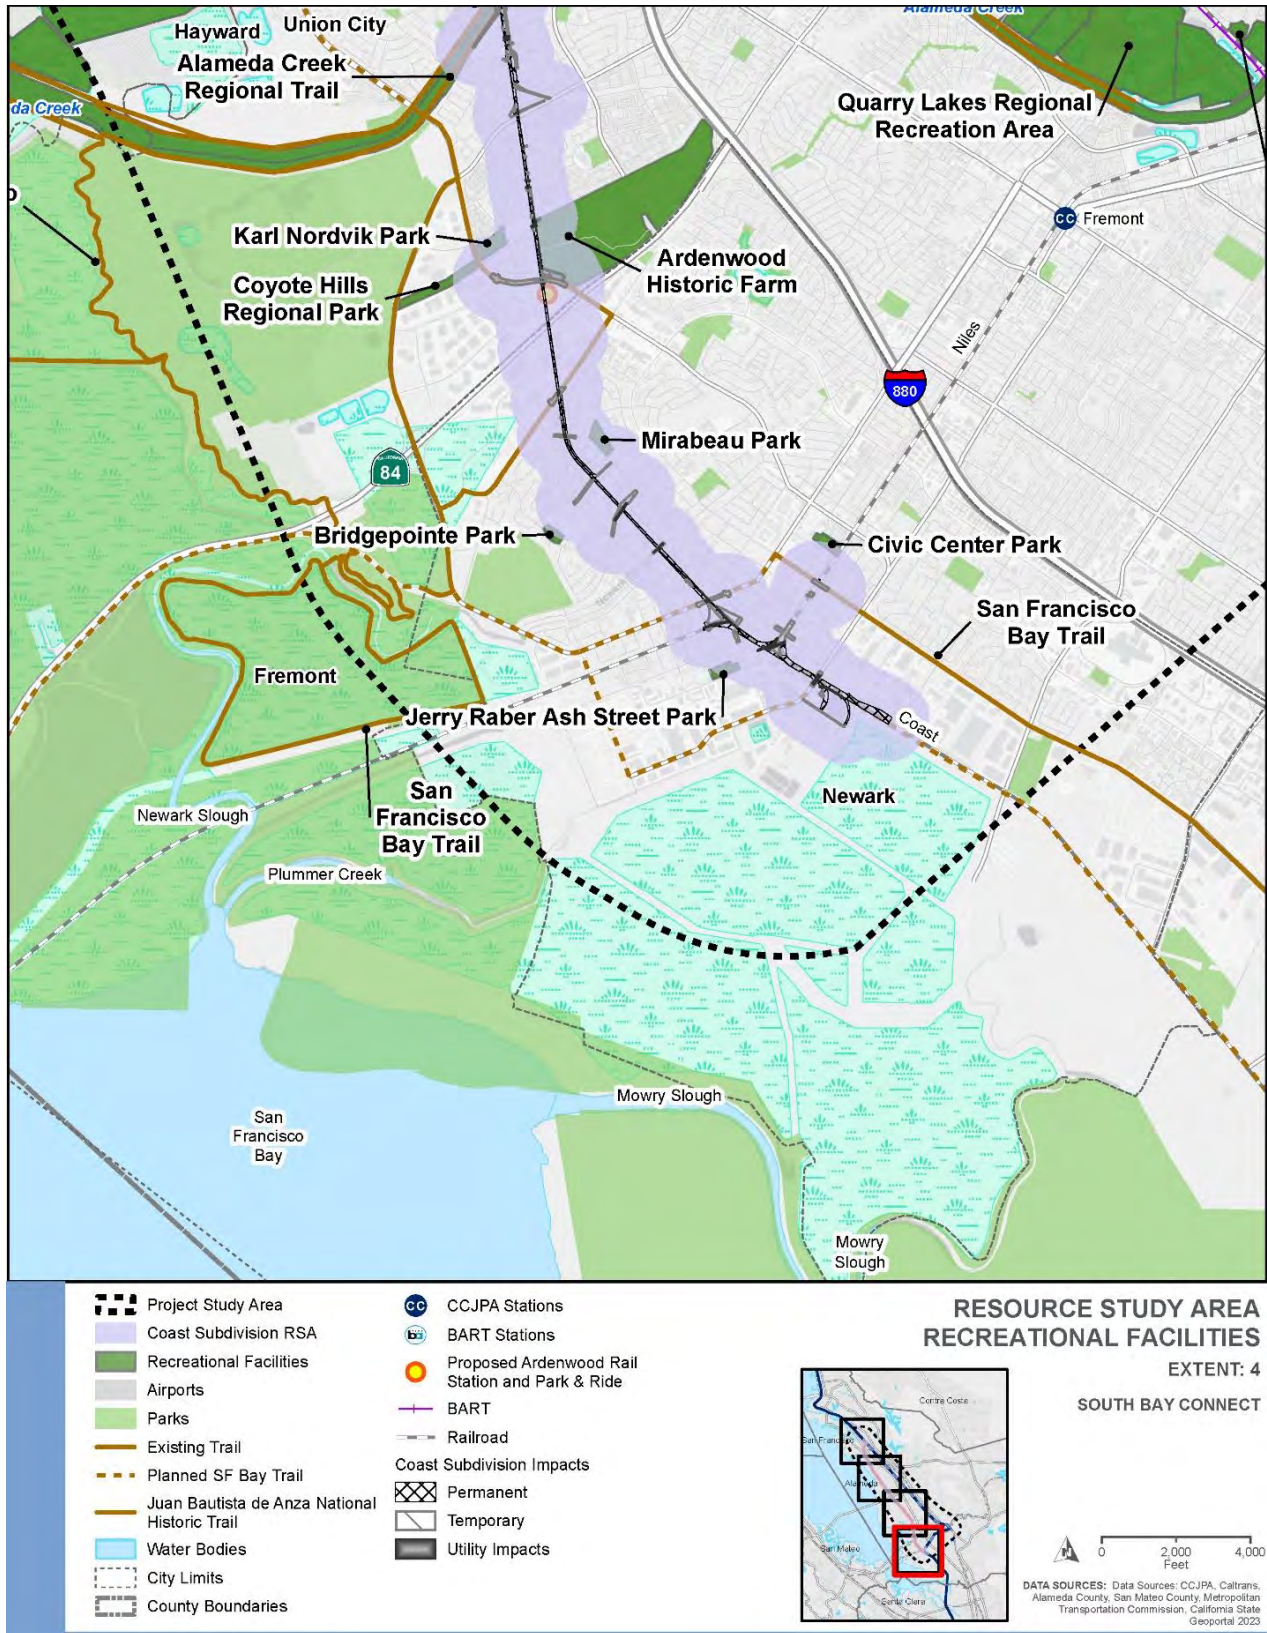 Alameda Creek
Hayward
Union City
Alameda Creek
Regional Trail
da Creek
Quarry Lakes Regional
Recreation Area
o
CC
Fremont
Karl Nordvik Park
Ardenwood
Historic Farm
Coyote Hills
Regional Park
Niles
880
Mirabeau Park
84
Bridgepointe Park
Civic Center Park
San Francisco
Bay Trail
Fremont
Jerry Raber Ash Street Park
Coast
San
Francisco
Bay Trail
Newark
Newark Slough
Plummer Creek
Mowry Slough
San
Francisco
Bay
Mowry
Slough
Project Study Area
Coast Subdivision RSA
Recreational Facilities
Airports
Parks
Existing Trail
Planned SF Bay Trail
Juan Bautista de Anza National
Historic Trail
Water Bodies
City Limits
County Boundaries
CC
CCJPA Stations
ba
BART Stations
Proposed Ardenwood Rail
Station and Park & Ride
BART
Railroad
Coast Subdivision Impacts
Permanent
Temporary
Utility Impacts
RESOURCE STUDY AREA
RECREATIONAL FACILITIES
EXTENT: 4
SOUTH BAY CONNECT
Contra Costa
San Francisco
Alameda
San Mateo
Santa Clara
0 2,000 4,000
Feet
DATA SOURCES: Data Sources: CCJPA, Caltrans,
Alameda County, San Mateo County, Metropolitan
Transportation Commission, California State
Geoportal 2023